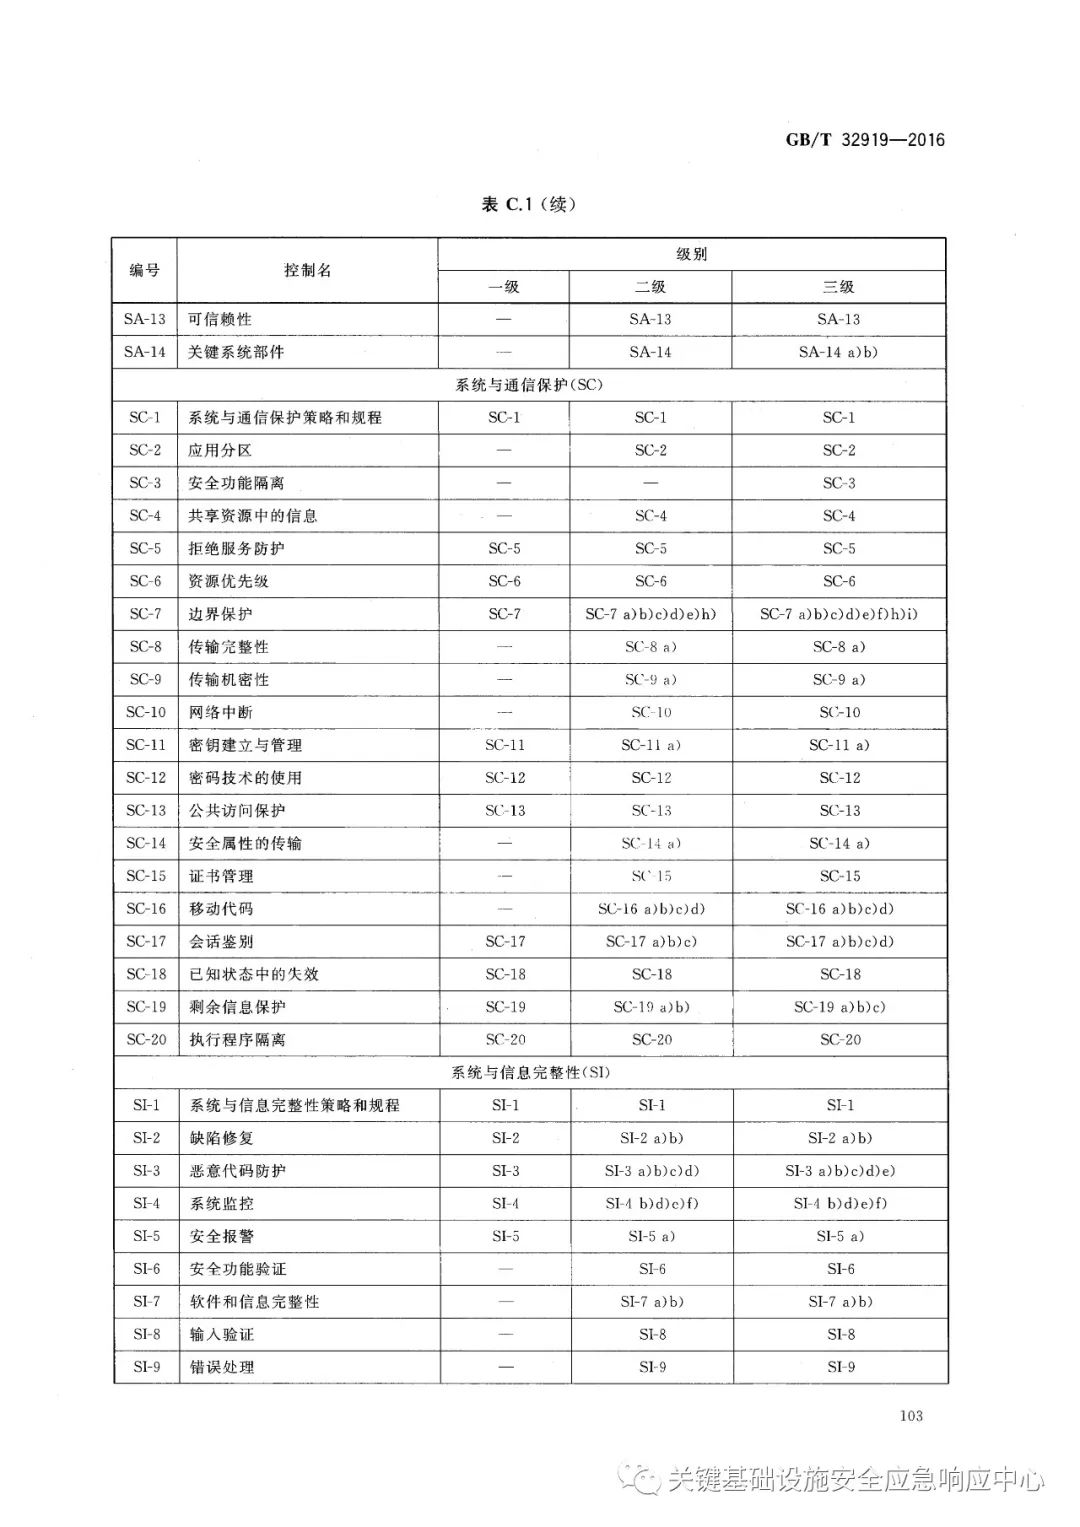 GB/T 32919—2016
表 C.1（续）
编号 控制名 级别
一级 二级 三级
SA-13 可信赖性 — SA-13 SA-13
SA-14 关键系统部件 — SA-14 SA-14 a)b)
系统与通信保护(SC)
SC-1 系统与通信保护策略和规程 SC-1 SC-1 SC-1
SC-2 应用分区 — SC-2 SC-2
SC-3 安全功能隔离 — — SC-3
SC-4 共享资源中的信息 — SC-4 SC-4
SC-5 拒绝服务防护 SC-5 SC-5 SC-5
SC-6 资源优先级 SC-6 SC-6 SC-6
SC-7 边界保护 SC-7 SC-7 a)b)c)d)e)h) SC-7 a)b)c)d)e)f)h)i)
SC-8 传输完整性 — SC-8 a) SC-8 a)
SC-9 传输机密性 — SC-9 a) SC-9 a)
SC-10 网络中断 — SC-10 SC-10
SC-11 密钥建立与管理 SC-11 SC-11 a) SC-11 a)
SC-12 密码技术的使用 SC-12 SC-12 SC-12
SC-13 公共访问保护 SC-13 SC-13 SC-13
SC-14 安全属性的传输 — SC-14 a) SC-14 a)
SC-15 证书管理 — SC-15 SC-15
SC-16 移动代码 — SC-16 a)b)c)d) SC-16 a)b)c)d)
SC-17 会话鉴别 SC-17 SC-17 a)b)c) SC-17 a)b)c)d)
SC-18 已知状态中的失效 SC-18 SC-18 SC-18
SC-19 剩余信息保护 SC-19 SC-19 a)b) SC-19 a)b)c)
SC-20 执行程序隔离 SC-20 SC-20 SC-20
系统与信息完整性(SI)
SI-1 系统与信息完整性策略和规程 SI-1 SI-1 SI-1
SI-2 缺陷修复 SI-2 SI-2 a)b) SI-2 a)b)
SI-3 恶意代码防护 SI-3 SI-3 a)b)c)d) SI-3 a)b)c)d)e)
SI-4 系统监控 SI-4 SI-4 b)d)e)f) SI-4 b)d)e)f)
SI-5 安全报警 SI-5 SI-5 a) SI-5 a)
SI-6 安全功能验证 — SI-6 SI-6
SI-7 软件和信息完整性 — SI-7 a)b) SI-7 a)b)
SI-8 输入验证 — SI-8 SI-8
SI-9 错误处理 — SI-9 SI-9
103
关键基础设施安全应急响应中心